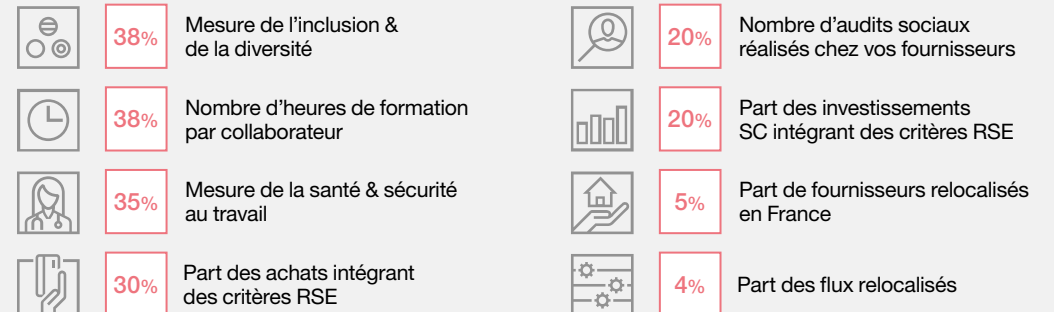 38%
Mesure de l'inclusion &
de la diversité
38%
Nombre d'heures de formation
par collaborateur
35%
Mesure de la santé & sécurité
au travail
30%
Part des achats intégrant
des critères RSE
20%
Nombre d'audits sociaux
réalisés chez vos fournisseurs
20%
Part des investissements
SC intégrant des critères RSE
5%
Part de fournisseurs relocalisés
en France
4%
Part des flux relocalisés